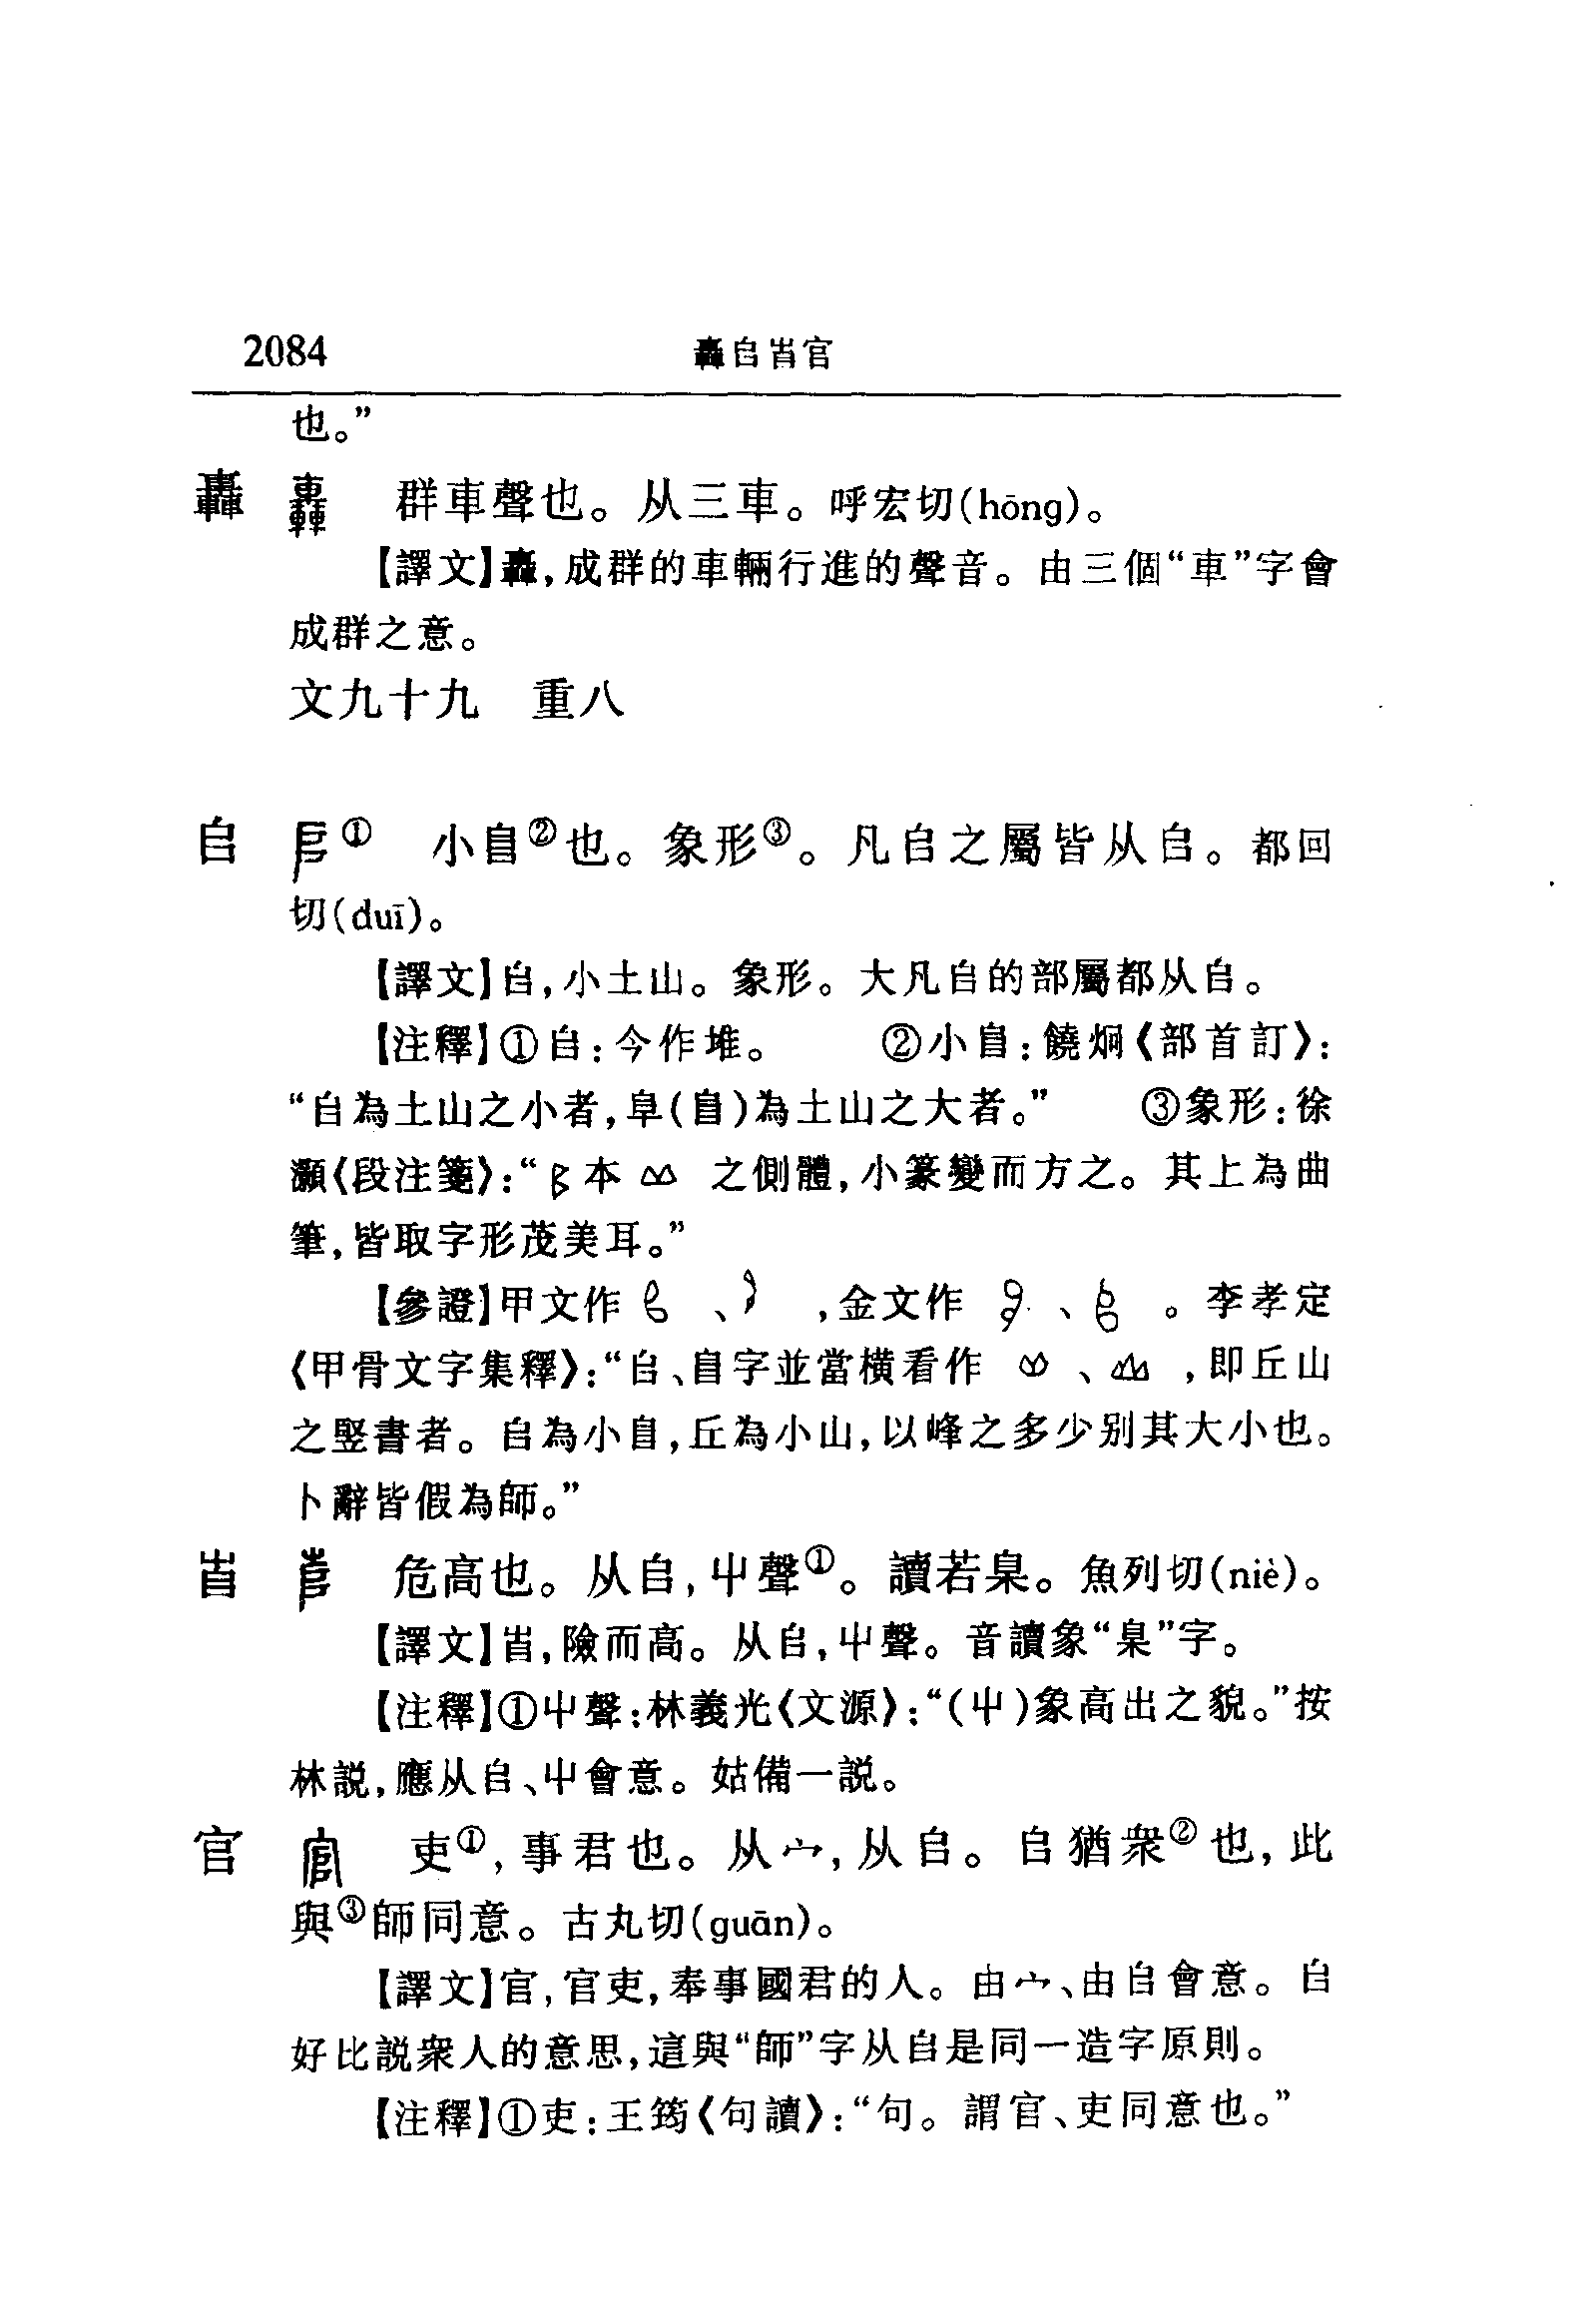 2084
轟𠂤𡴎官
也。”
轟 群車聲也。从三車。呼宏切(hōng)。
【譯文】轟,成群的車輛行進的聲音。由三個“車”字會
成群之意。
文九十九 重八
𠂤 ① 小𨸏②也。象形③。凡𠂤之屬皆从𠂤。都回
切(duī)。
【譯文】𠂤,小土山。象形。大凡𠂤的部屬都从𠂤。
【注釋】①𠂤:今作堆。 ②小𨸏:饒炯《部首訂》:
“𠂤為土山之小者,阜(𨸏)為土山之大者。” ③象形:徐
灝《段注箋》:“ 本 之側體,小篆變而方之。其上為曲
筆,皆取字形茂美耳。”
【參證】甲文作 、 ,金文作 、 。李孝定
《甲骨文字集釋》:“𠂤、𨸏字並當橫看作 、 ,即丘山
之竪書者。𠂤為小𨸏,丘為小山,以峰之多少別其大小也。
卜辭皆假為師。”
𡴎 危高也。从𠂤,屮聲①。讀若臬。魚列切(niè)。
【譯文】𡴎,險而高。从𠂤,屮聲。音讀象“臬”字。
【注釋】①屮聲:林義光《文源》:“(屮)象高出之貌。”按
林説,應从𠂤、屮會意。姑備一説。
官 吏①,事君也。从宀,从𠂤。𠂤猶衆②也,此
與③師同意。古丸切(guān)。
【譯文】官,官吏,奉事國君的人。由宀、由𠂤會意。𠂤
好比説衆人的意思,這與“師”字从𠂤是同一造字原則。
【注釋】①吏:王筠《句讀》:“句。謂官、吏同意也。”